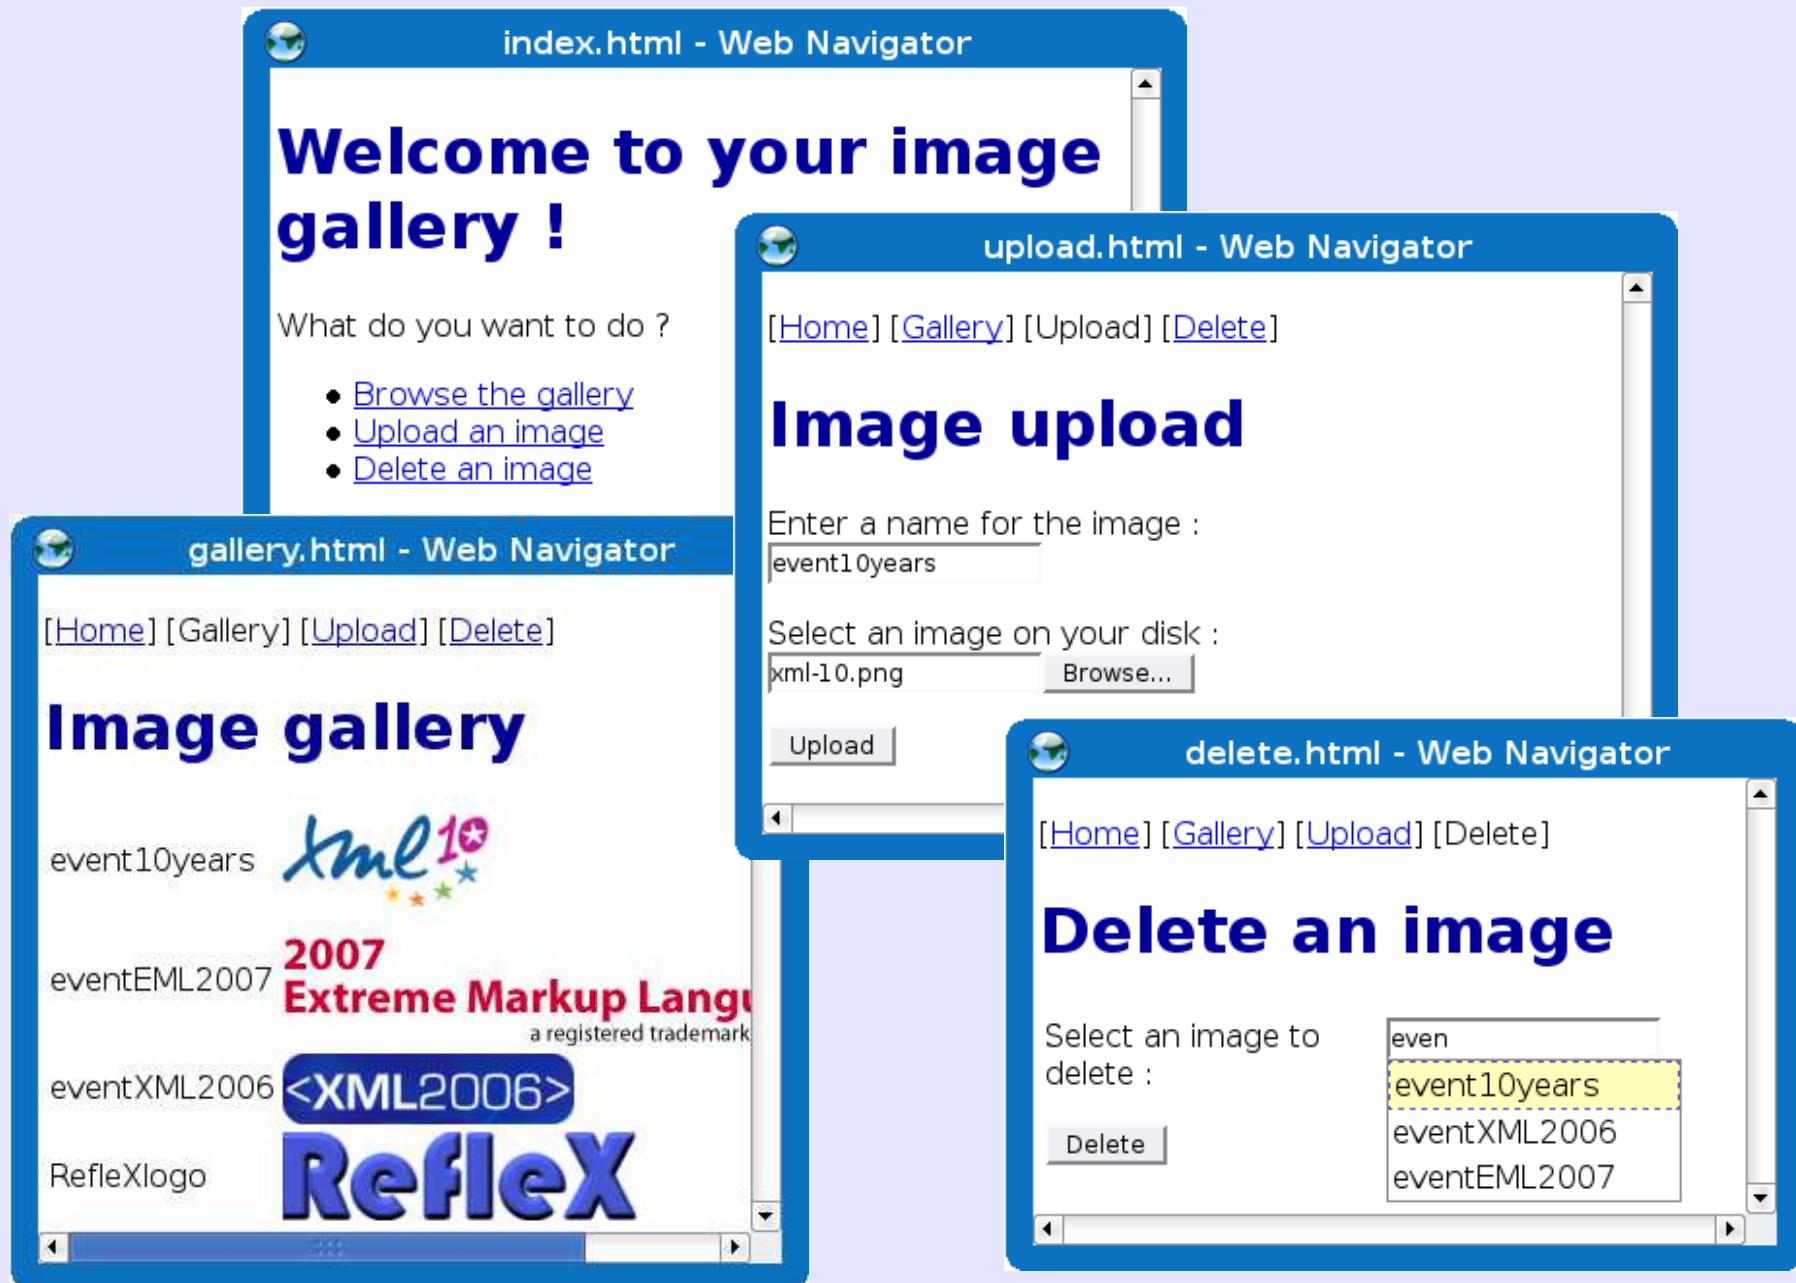 index.html - Web Navigator
Welcome to your image
gallery !
What do you want to do ?
Browse the gallery
Upload an image
Delete an image
upload.html - Web Navigator
[Home] [Gallery] [Upload] [Delete]
Image upload
Enter a name for the image :
event10years
Select an image on your disk :
xml-10.png
Browse...
Upload
gallery.html - Web Navigator
[Home] [Gallery] [Upload] [Delete]
Image gallery
event10years
xml10
eventEML2007
2007
Extreme Markup Langu
a registered trademark
eventXML2006
<XML2006>
RefleXlogo
RefleX
delete.html - Web Navigator
[Home] [Gallery] [Upload] [Delete]
Delete an image
Select an image to
delete :
even
event10years
eventXML2006
eventEML2007
Delete